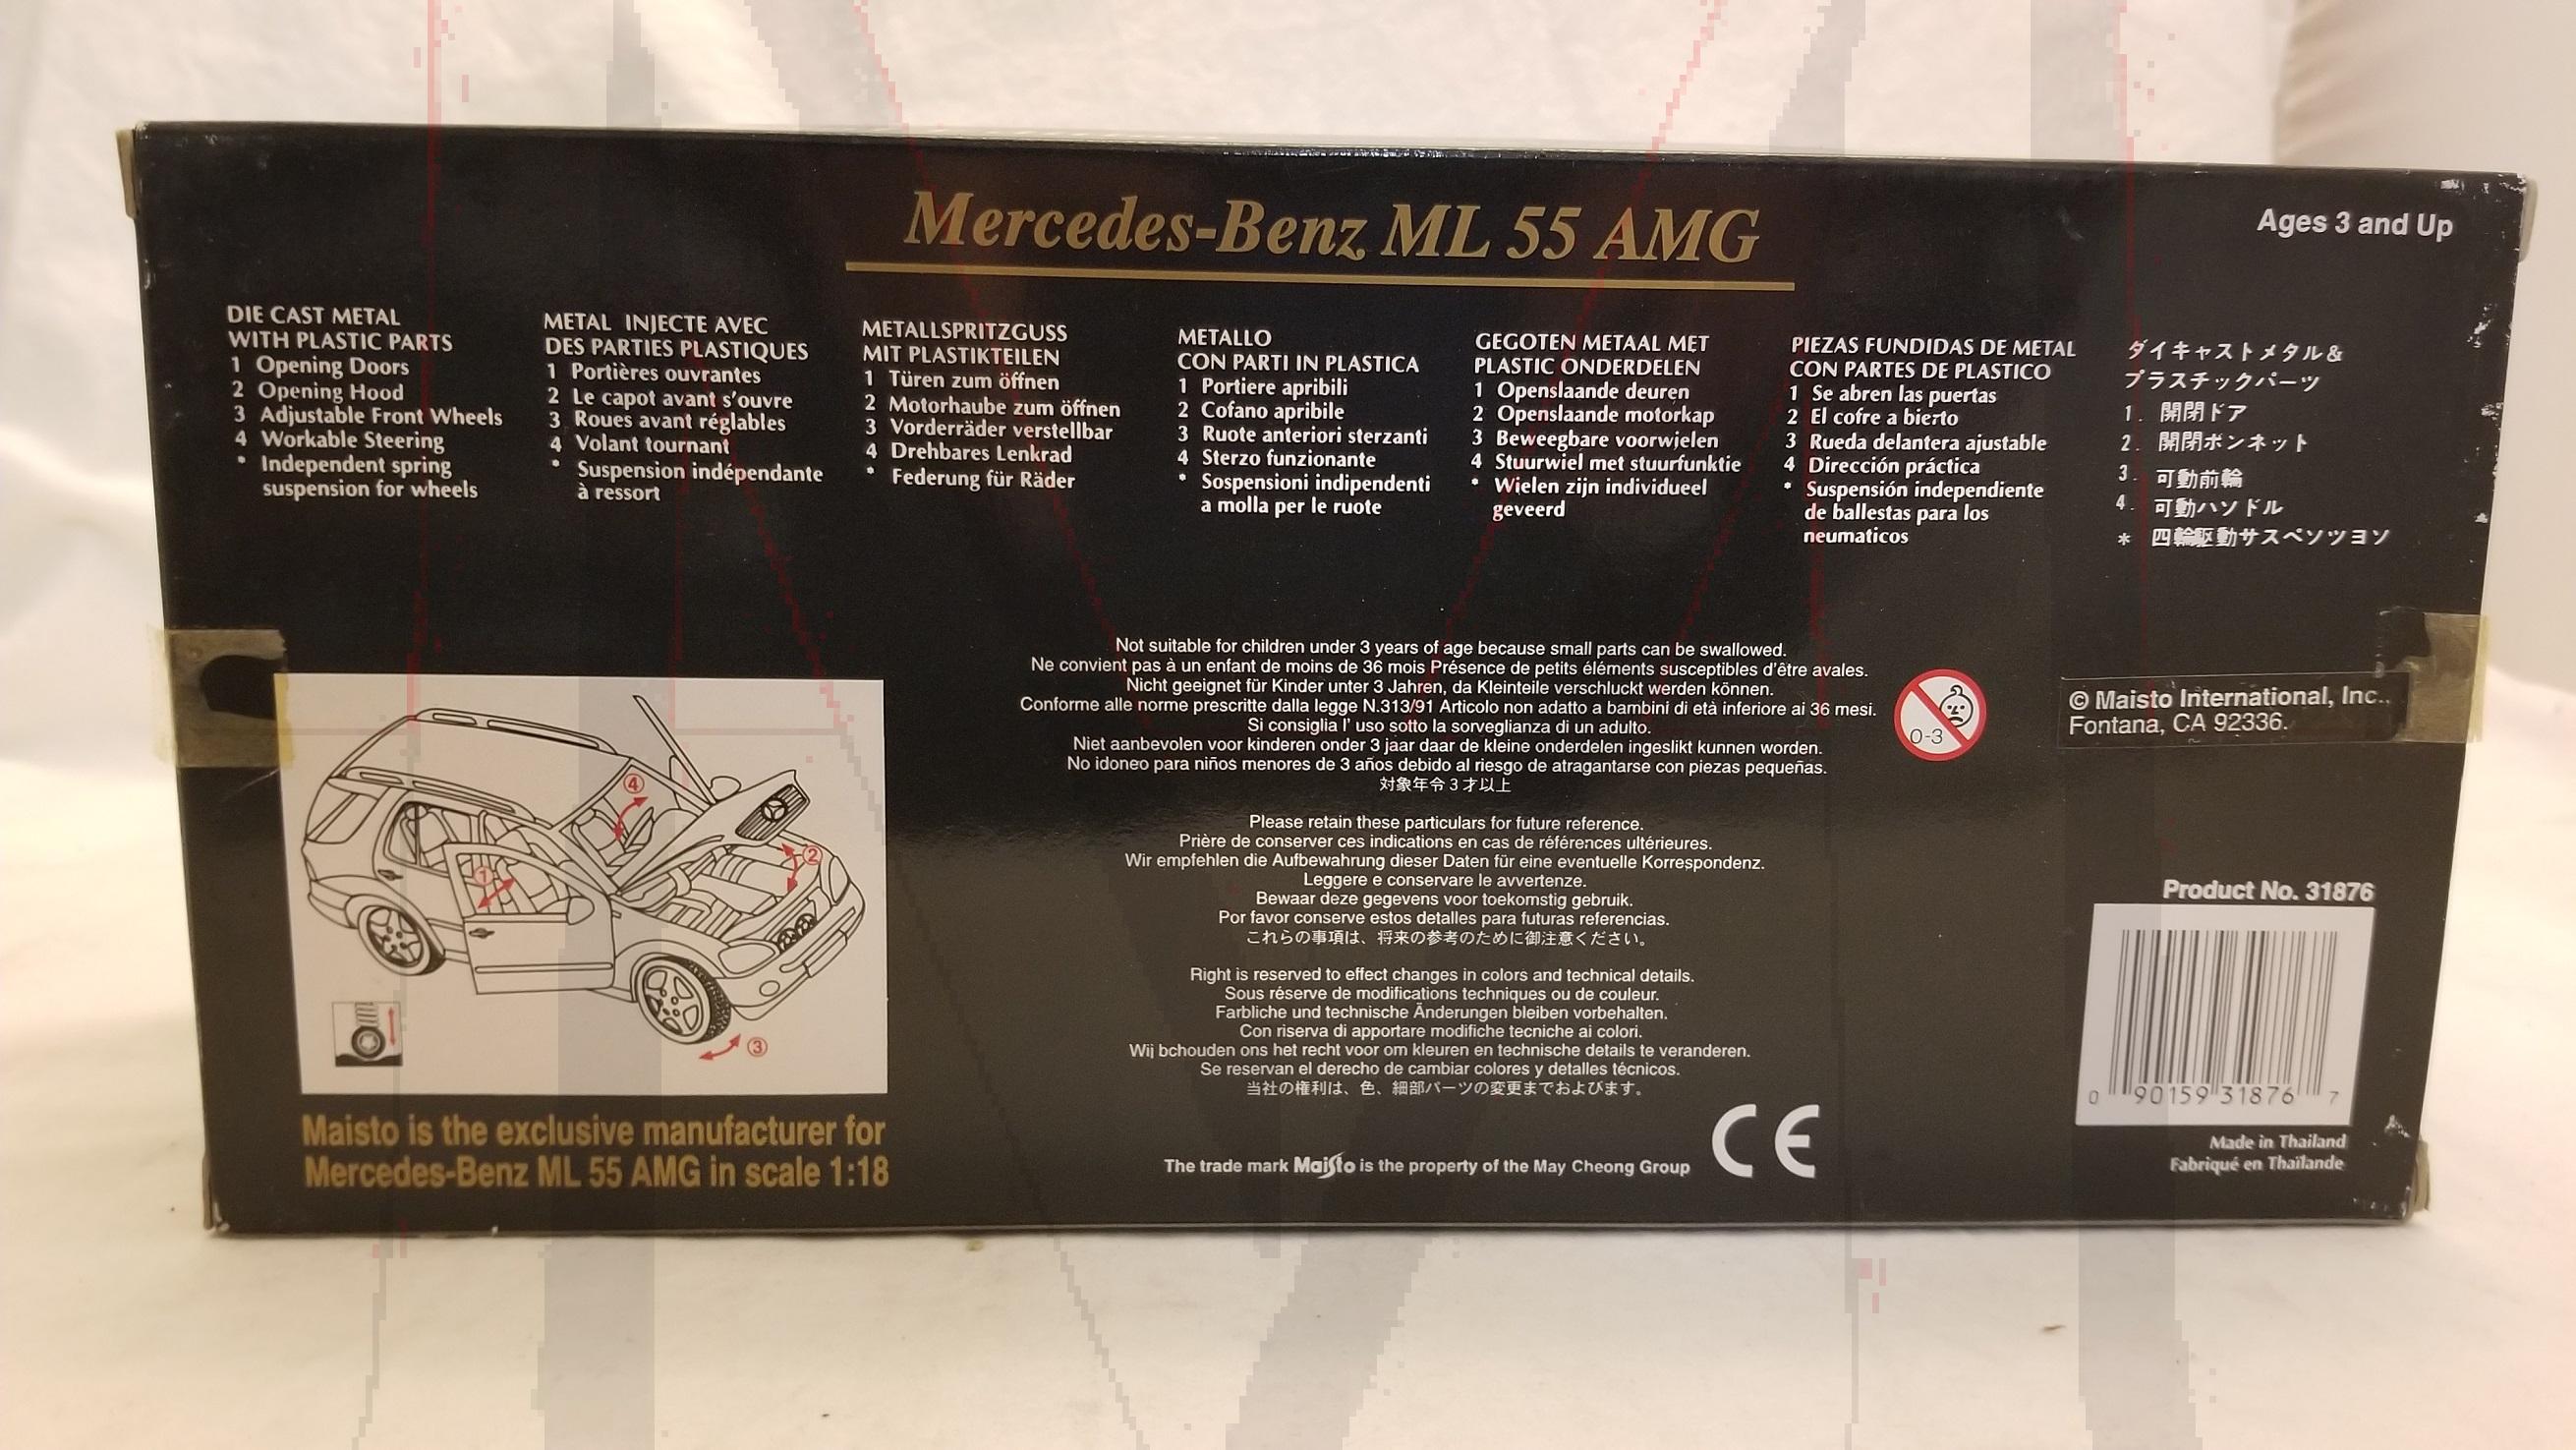 Mercedes-Benz ML 55 AMG
Ages 3 and Up
DIE CAST METAL
WITH PLASTIC PARTS
1 Opening Doors
2 Opening Hood
3 Adjustable Front Wheels
4 Workable Steering
* Independent spring
suspension for wheels
METAL INJECTE AVEC
DES PARTIES PLASTIQUES
1 Portières ouvrantes
2 Le capot avant s'ouvre
3 Roues avant réglables
4 Volant tournant
* Suspension indépendante
à ressort
METALLSPRITZGUSS
MIT PLASTIKTEILEN
1 Türen zum öffnen
2 Motorhaube zum öffnen
3 Vorderräder verstellbar
4 Drehbares Lenkrad
* Federung für Räder
METALLO
CON PARTI IN PLASTICA
1 Portiere apribili
2 Cofano apribile
3 Ruote anteriori sterzanti
4 Sterzo funzionante
* Sospensioni indipendenti
a molla per le ruote
GEGOTEN METAAL MET
PLASTIC ONDERDELEN
1 Openslaande deuren
2 Openslaande motorkap
3 Beweegbare voorwielen
4 Stuurwiel met stuurfunktie
* Wielen zijn individueel
geveerd
PIEZAS FUNDIDAS DE METAL
CON PARTES DE PLASTICO
1 Se abren las puertas
2 El cofre a bierto
3 Rueda delantera ajustable
4 Dirección práctica
* Suspensión independiente
de ballestas para los
neumaticos
ダイキャストメタル&
プラスチックパーツ
1. 開閉ドア
2. 開閉ボンネット
3. 可動前輪
4. 可動ハソドル
* 四輪駆動サスペソツヨソ
Not suitable for children under 3 years of age because small parts can be swallowed.
Ne convient pas à un enfant de moins de 36 mois Présence de petits éléments susceptibles d'être avales.
Nicht geeignet für Kinder unter 3 Jahren, da Kleinteile verschluckt werden können.
Conforme alle norme prescritte dalla legge N.313/91 Articolo non adatto a bambini di età inferiore ai 36 mesi.
Si consiglia l' uso sotto la sorveglianza di un adulto.
Niet aanbevolen voor kinderen onder 3 jaar daar de kleine onderdelen ingeslikt kunnen worden.
No idoneo para niños menores de 3 años debido al riesgo de atragantarse con piezas pequeñas.
対象年令3才以上
0-3
© Maisto International, Inc.,
Fontana, CA 92336.
Please retain these particulars for future reference.
Prière de conserver ces indications en cas de références ultérieures.
Wir empfehlen die Aufbewahrung dieser Daten für eine eventuelle Korrespondenz.
Leggere e conservare le avvertenze.
Bewaar deze gegevens voor toekomstig gebruik.
Por favor conserve estos detalles para futuras referencias.
これらの事項は、将来の参考のために御注意ください。
Right is reserved to effect changes in colors and technical details.
Sous réserve de modifications techniques ou de couleur.
Farbliche und technische Änderungen bleiben vorbehalten.
Con riserva di apportare modifiche tecniche ai colori.
Wij bchouden ons het recht voor om kleuren en technische details te veranderen.
Se reservan el derecho de cambiar colores y detalles técnicos.
当社の権利は、色、細部パーツの変更までおよびます。
4
2
1
3
Maisto is the exclusive manufacturer for
Mercedes-Benz ML 55 AMG in scale 1:18
The trade mark Maisto is the property of the May Cheong Group
CE
Product No. 31876
0 90159 31876 7
Made in Thailand
Fabriqué en Thaïlande